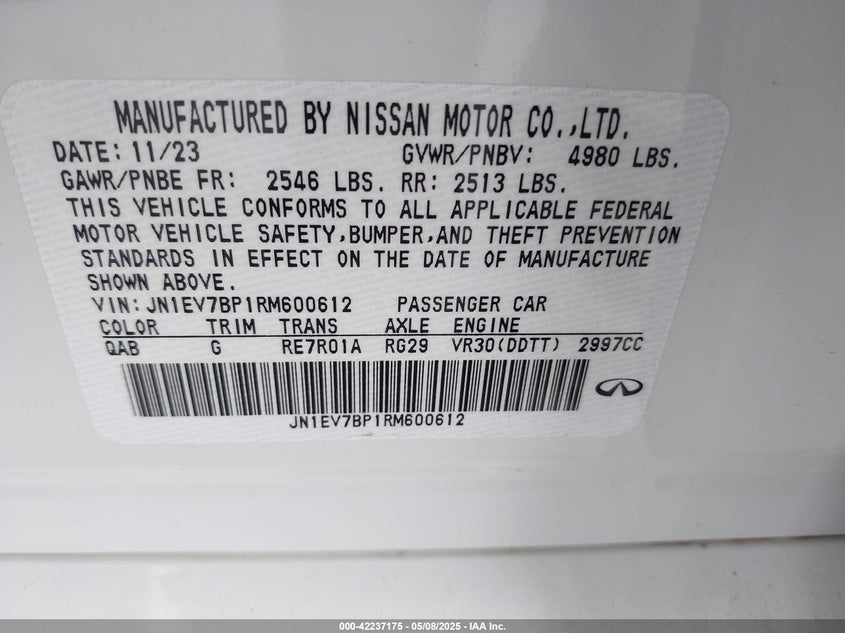 MANUFACTURED BY NISSAN MOTOR CO.,LTD.
DATE: 11/23 GVWR/PNBV: 4980 LBS.
GAWR/PNBE FR: 2546 LBS. RR: 2513 LBS.
THIS VEHICLE CONFORMS TO ALL APPLICABLE FEDERAL
MOTOR VEHICLE SAFETY,BUMPER,AND THEFT PREVENTION
STANDARDS IN EFFECT ON THE DATE OF MANUFACTURE
SHOWN ABOVE.
VIN:JN1EV7BP1RM600612 PASSENGER CAR
COLOR TRIM TRANS AXLE ENGINE
QAB G RE7R01A RG29 VR30(DDTT) 2997CC
JN1EV7BP1RM600612
000-42237175 - 05/08/2025 - IAA Inc.